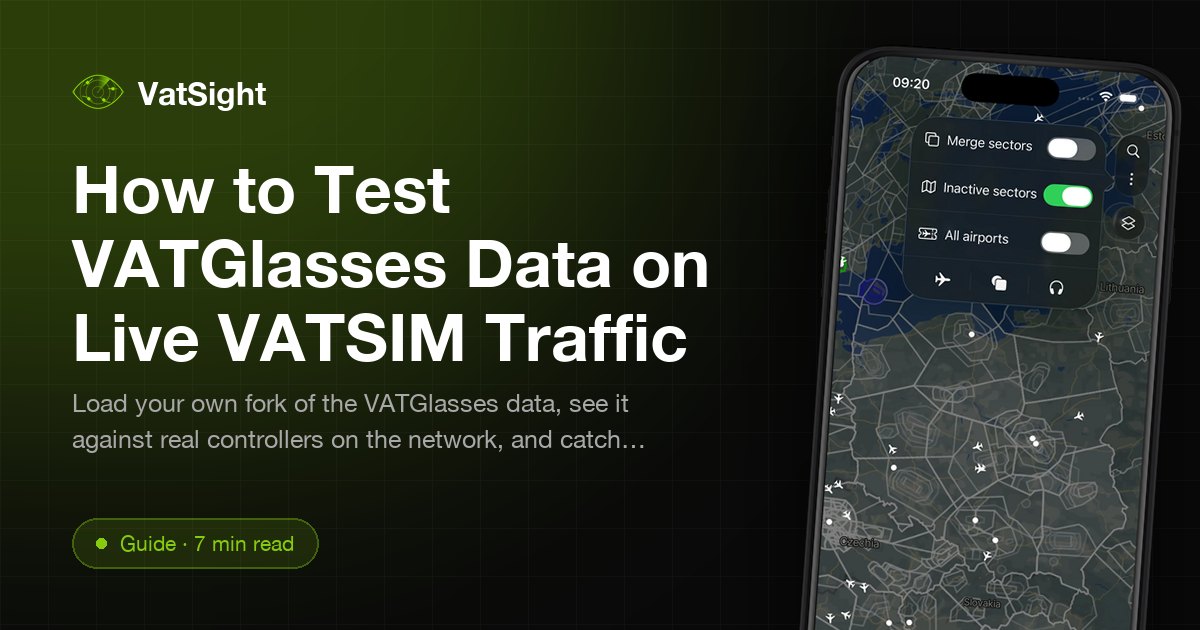 VatSight
How to Test
VATGlasses Data on
Live VATSIM Traffic
Load your own fork of the VATGlasses data, see it
against real controllers on the network, and catch…
Guide · 7 min read
09:20
Merge sectors
Inactive sectors
All airports
Esto
Lithuania
Czechia
Slovakia